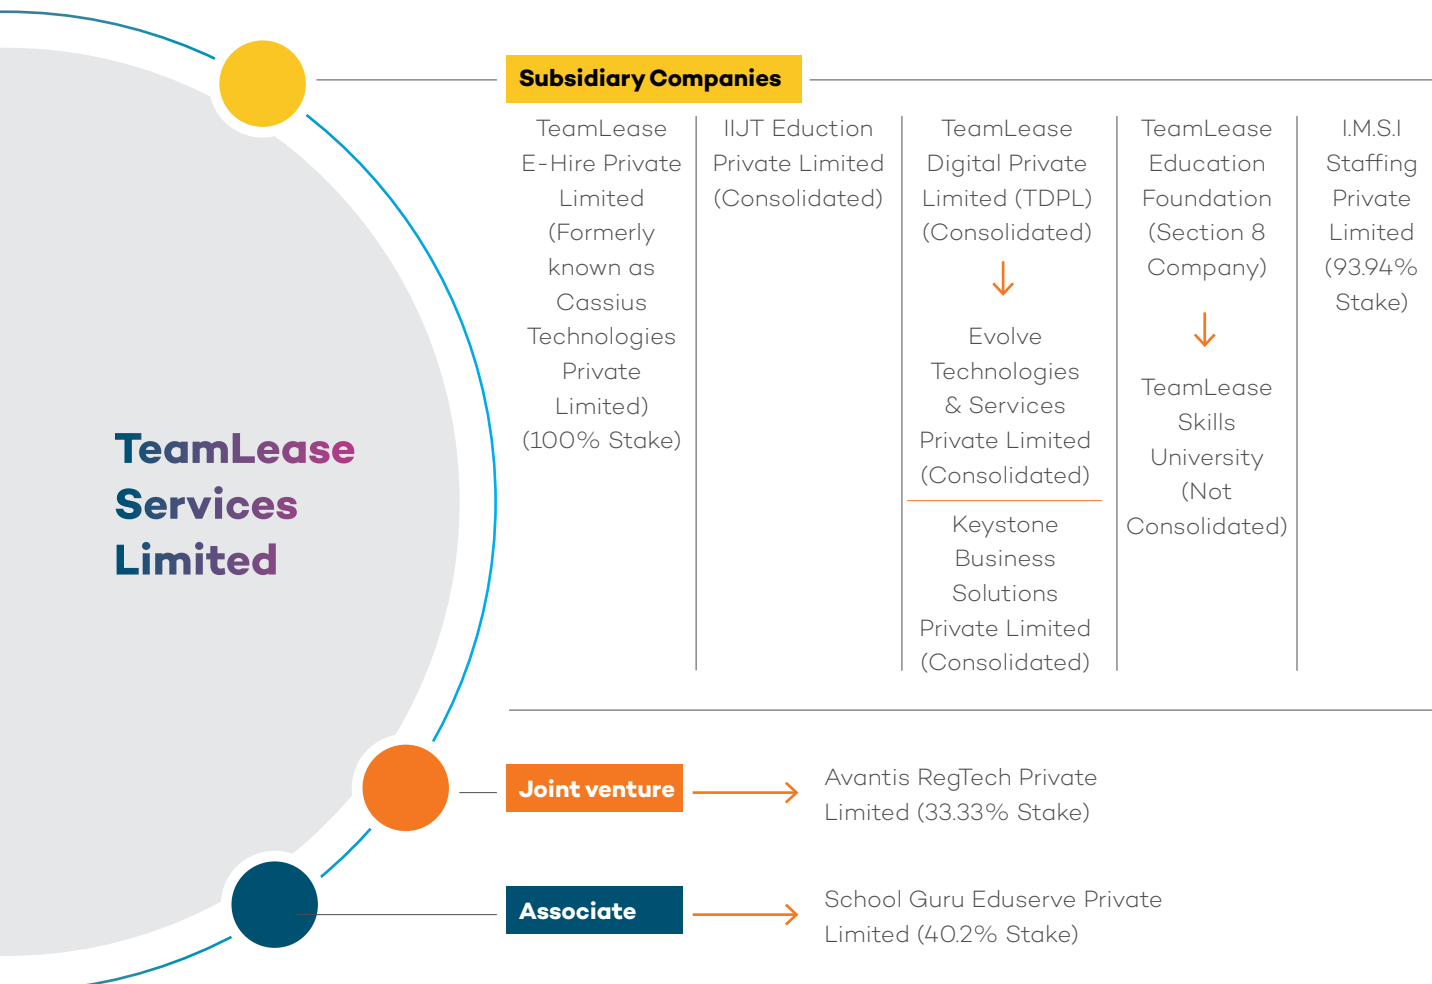 TeamLease
Services
Limited
Subsidiary Companies
TeamLease
E-Hire Private
Limited
(Formerly
known as
Cassius
Technologies
Private
Limited)
(100% Stake)
IIJT Eduction
Private Limited
(Consolidated)
TeamLease
Digital Private
Limited (TDPL)
(Consolidated)
Evolve
Technologies
& Services
Private Limited
(Consolidated)
Keystone
Business
Solutions
Private Limited
(Consolidated)
TeamLease
Education
Foundation
(Section 8
Company)
TeamLease
Skills
University
(Not
Consolidated)
I.M.S.I
Staffing
Private
Limited
(93.94%
Stake)
Joint venture
Avantis RegTech Private
Limited (33.33% Stake)
Associate
School Guru Eduserve Private
Limited (40.2% Stake)